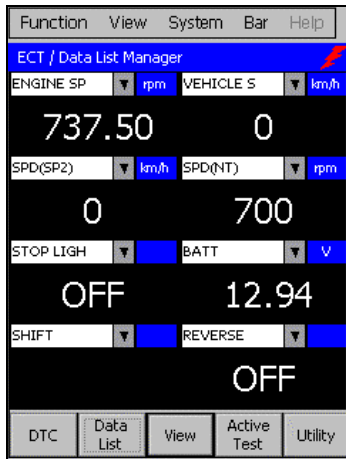 Function View System Bar Help
ECT / Data List Manager
ENGINE SP rpm VEHICLE S km/h
737.50 0
SPD(SP2) km/h SPD(NT) rpm
0 700
STOP LIGH BATT V
OFF 12.94
SHIFT REVERSE
OFF
DTC Data List View Active Test Utility